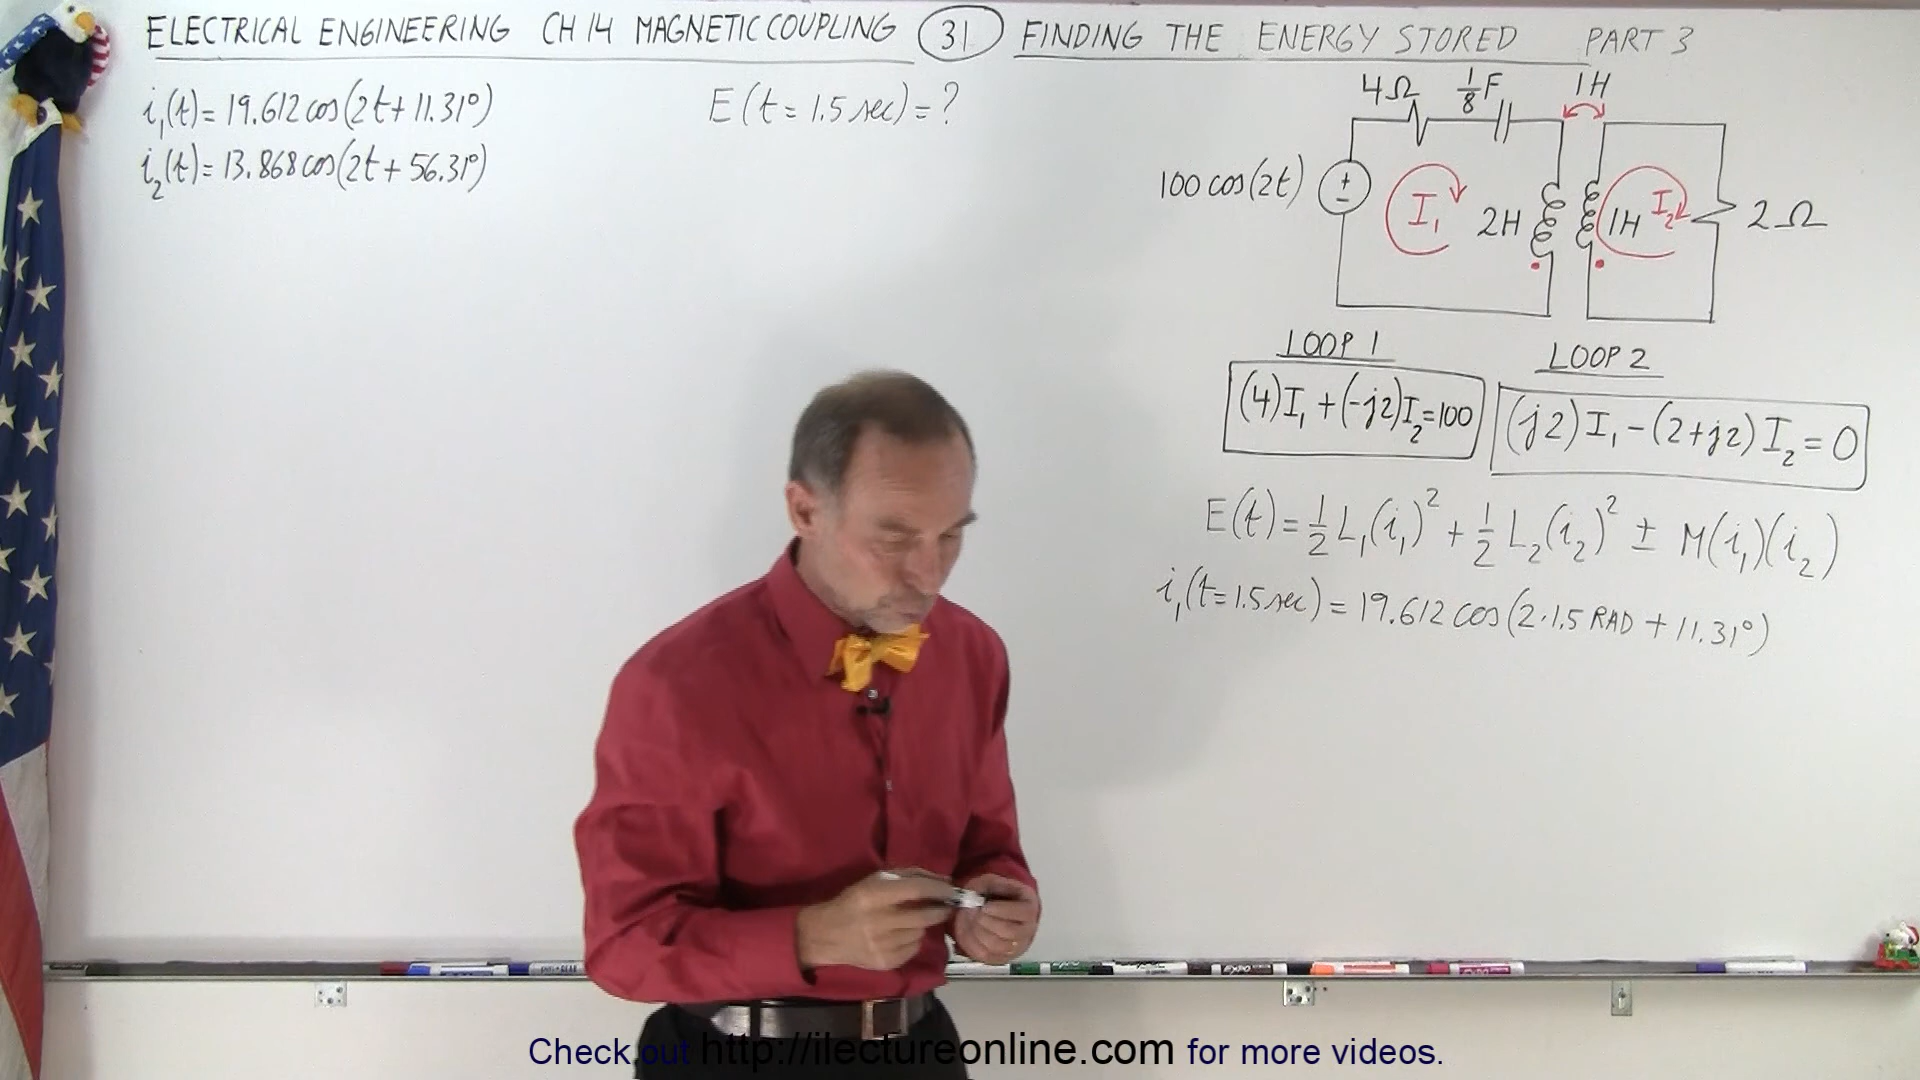 ELECTRICAL ENGINEERING CH 14 MAGNETIC COUPLING 31 FINDING THE ENERGY STORED PART 3
i₁(t) = 19.612 cos(2t + 11.31°)
i₂(t) = 13.868 cos(2t + 56.31°)
E(t = 1.5 sec) = ?
4Ω 1/8 F 1H
100 cos(2t) + − I₁ 2H 1H I₂ 2Ω
LOOP 1
(4)I₁ + (-j2)I₂ = 100
LOOP 2
(j2)I₁ - (2+j2)I₂ = 0
E(t) = 1/2 L₁(i₁)² + 1/2 L₂(i₂)² ± M(i₁)(i₂)
i₁(t = 1.5 sec) = 19.612 cos(2·1.5 RAD + 11.31°)
Check out http://ilectureonline.com for more videos.